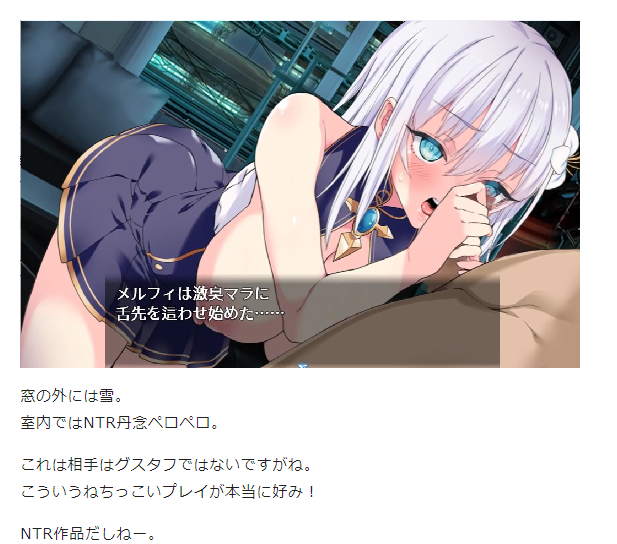 メルフィは激臭マラに
舌先を這わせ始めた……
窓の外には雪。
室内ではNTR丹念ペロペロ。
これは相手はグスタフではないですがね。
こういうねちっこいプレイが本当に好み！
NTR作品だしねー。